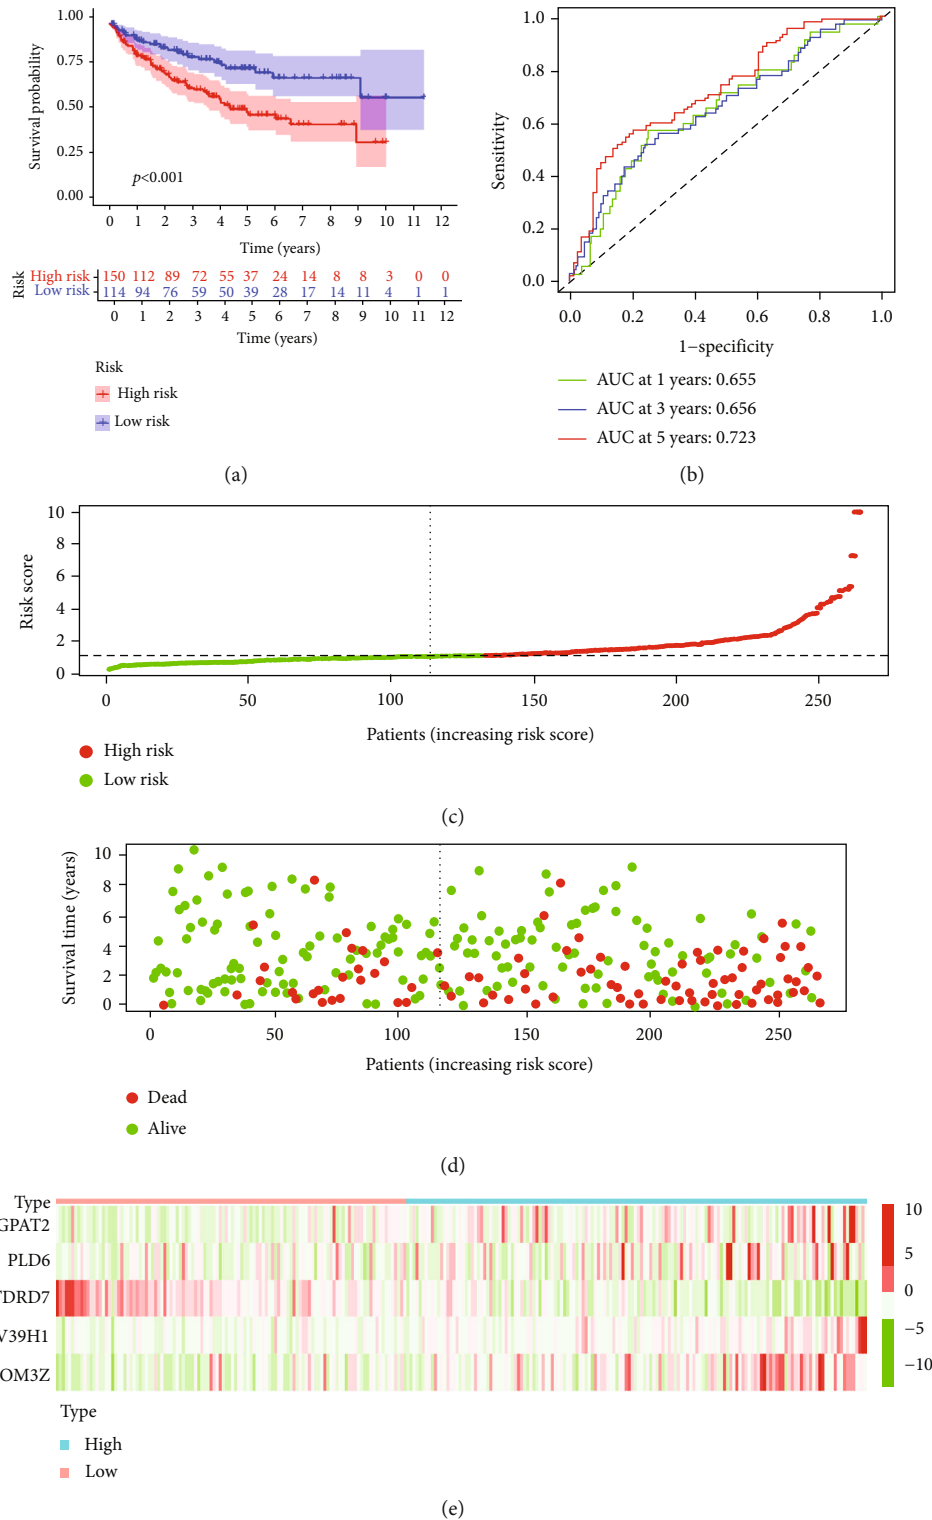 1.00
0.75
0.50
0.25
0.00
Survival probability
p<0.001
0 1 2 3 4 5 6 7 8 9 10 11 12
Time (years)
Risk
High risk 150 112 89 72 55 37 24 14 8 8 3 0 0
Low risk 114 94 76 59 50 39 28 17 14 11 4 1 1
0 1 2 3 4 5 6 7 8 9 10 11 12
Time (years)
Risk
High risk
Low risk
(a)
1.0
0.8
0.6
0.4
0.2
0.0
Sensitivity
0.0 0.2 0.4 0.6 0.8 1.0
1−specificity
AUC at 1 years: 0.655
AUC at 3 years: 0.656
AUC at 5 years: 0.723
(b)
10
8
6
4
2
0
Risk score
0 50 100 150 200 250
Patients (increasing risk score)
High risk
Low risk
(c)
10
8
6
4
2
0
Survival time (years)
0 50 100 150 200 250
Patients (increasing risk score)
Dead
Alive
(d)
Type
GPAT2
PLD6
TDRD7
V39H1
OM3Z
10
5
0
−5
−10
Type
High
Low
(e)